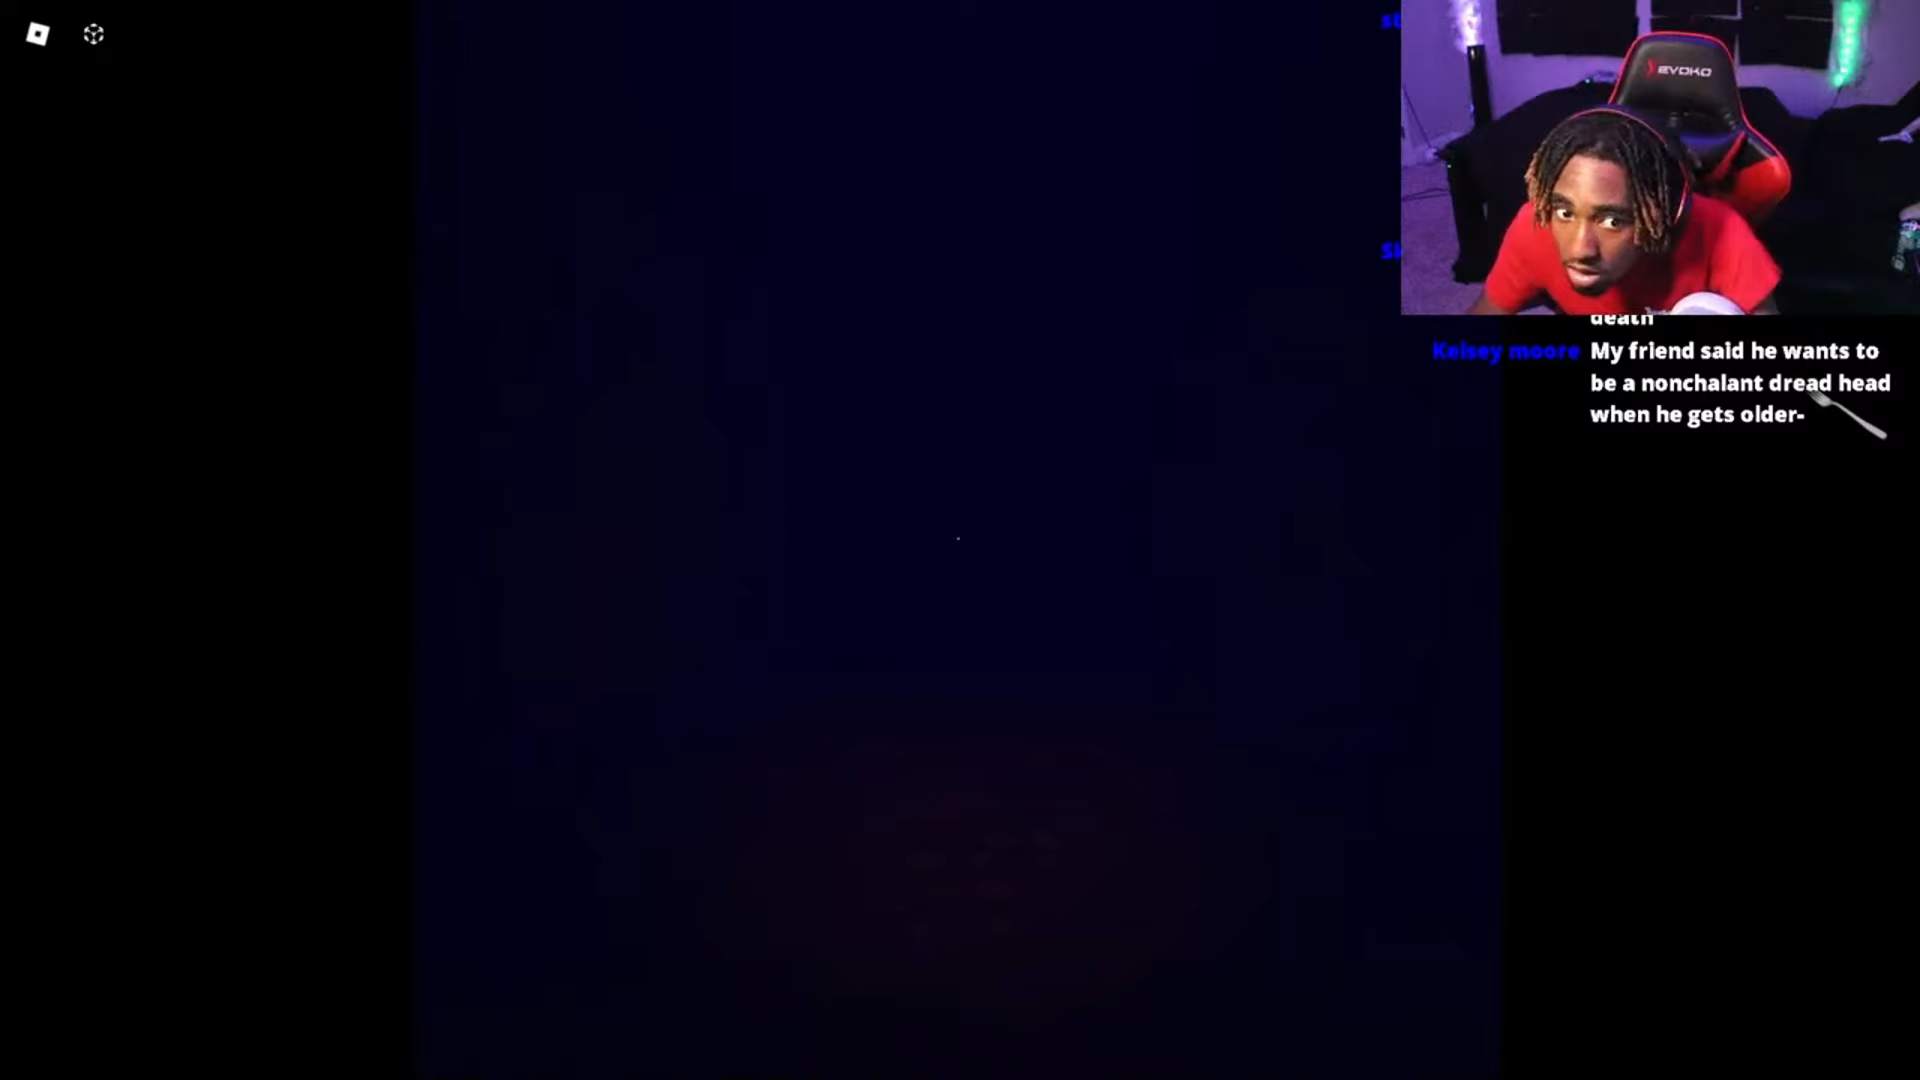 EVOKO
death
Kelsey moore My friend said he wants to
be a nonchalant dread head
when he gets older-